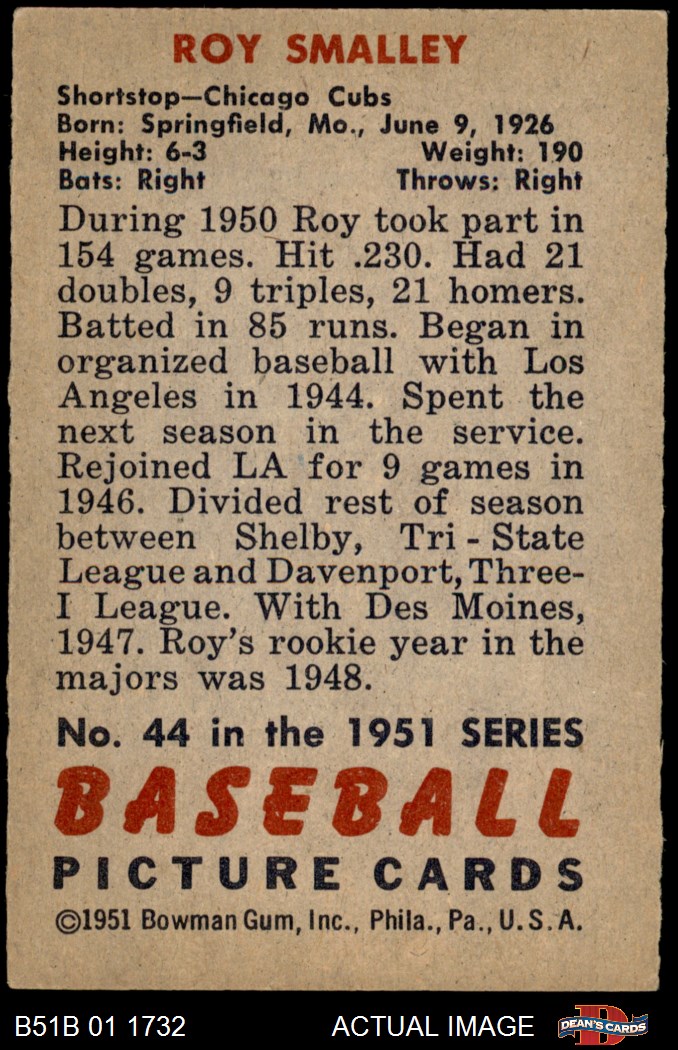 ROY SMALLEY
Shortstop—Chicago Cubs
Born: Springfield, Mo., June 9, 1926
Height: 6-3 Weight: 190
Bats: Right Throws: Right
During 1950 Roy took part in
154 games. Hit .230. Had 21
doubles, 9 triples, 21 homers.
Batted in 85 runs. Began in
organized baseball with Los
Angeles in 1944. Spent the
next season in the service.
Rejoined LA for 9 games in
1946. Divided rest of season
between Shelby, Tri - State
League and Davenport, Three-
I League. With Des Moines,
1947. Roy's rookie year in the
majors was 1948.
No. 44 in the 1951 SERIES
BASEBALL
PICTURE CARDS
©1951 Bowman Gum, Inc., Phila., Pa., U.S.A.
B51B 01 1732 ACTUAL IMAGE D DEAN'S CARDS